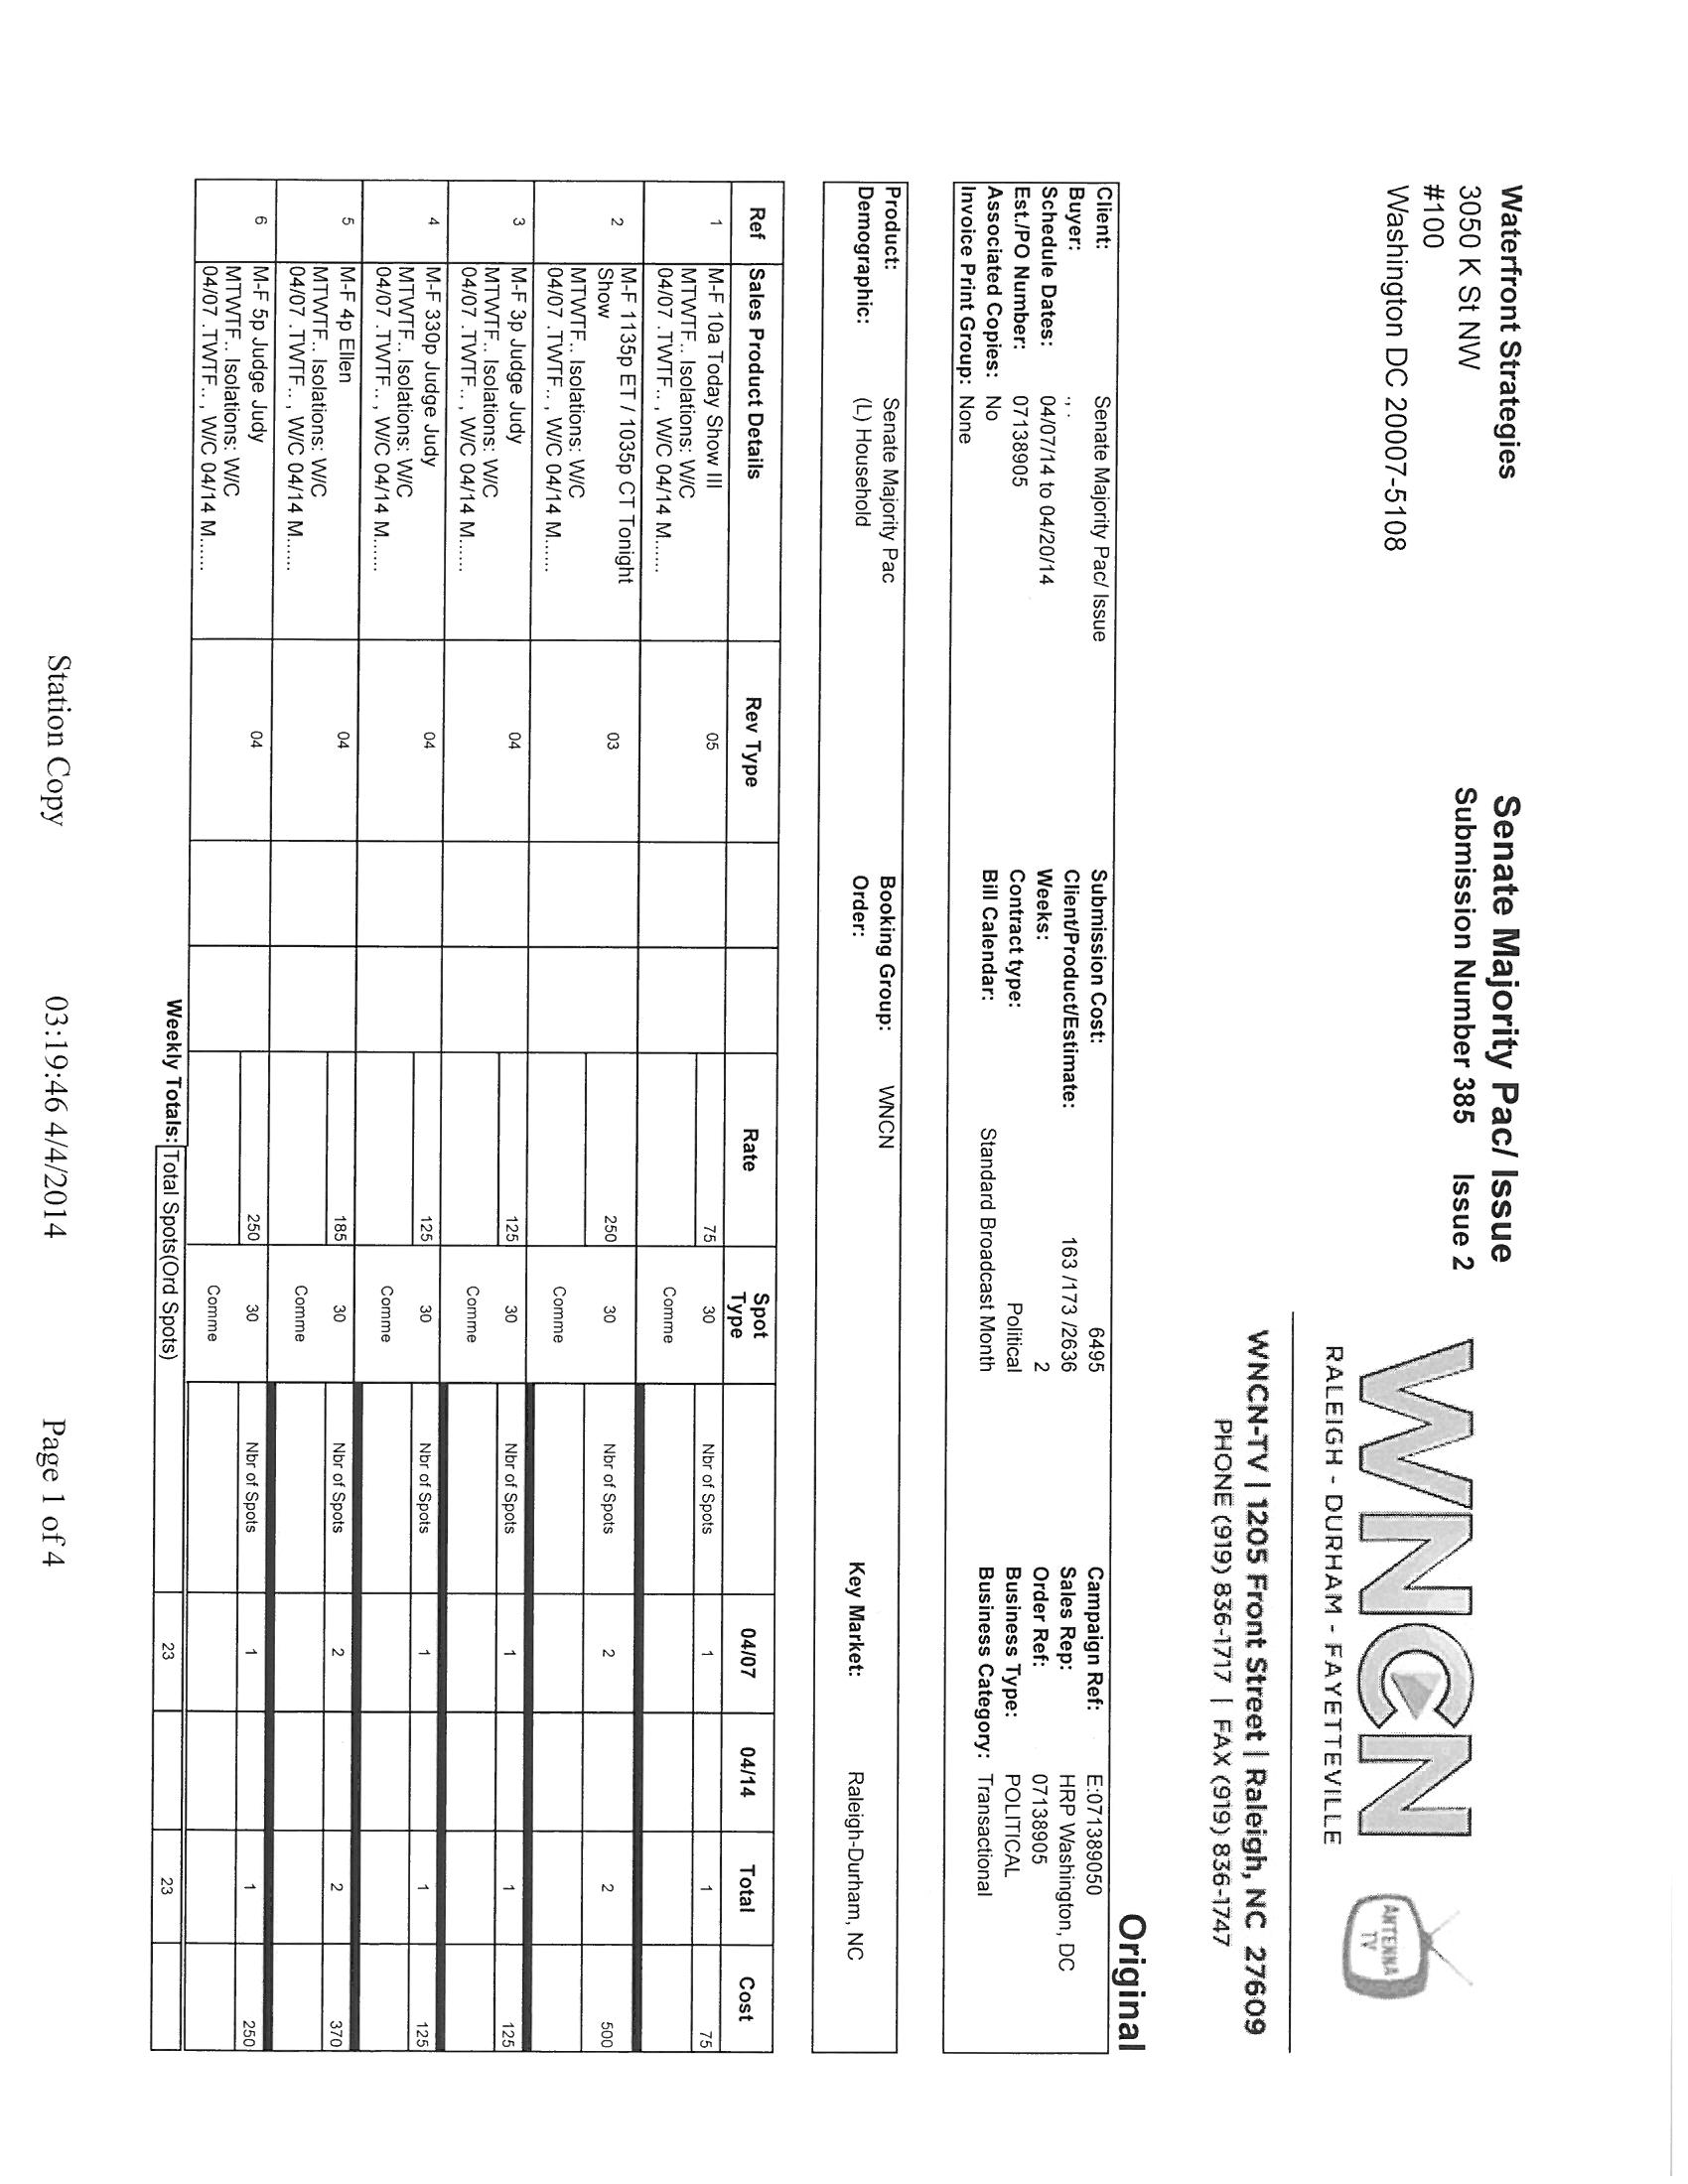 Waterfront Strategies
3050 K St NW
#100
Washington DC 20007-5108
Senate Majority Pac/ Issue
Submission Number 385 Issue 2
WNCN
RALEIGH - DURHAM - FAYETTEVILLE
ANTENNA TV
WNCN-TV | 1205 Front Street | Raleigh, NC 27609
PHONE (919) 836-1717 | FAX (919) 836-1747
Original
Client: Senate Majority Pac/ Issue Submission Cost: 6495 Campaign Ref: E:071389050
Buyer: , . Client/Product/Estimate: 163 /173 /2636 Sales Rep: HRP Washington, DC
Schedule Dates: 04/07/14 to 04/20/14 Weeks: 2 Order Ref: 07138905
Est./PO Number: 07138905 Contract type: Political Business Type: POLITICAL
Associated Copies: No Bill Calendar: Standard Broadcast Month Business Category: Transactional
Invoice Print Group: None
Product: Senate Majority Pac Booking Group: WNCN
Demographic: (L) Household Order: Key Market: Raleigh-Durham, NC
Ref Sales Product Details Rev Type Rate Spot Type 04/07 04/14 Total Cost
1 M-F 10a Today Show III 05 75 30 Nbr of Spots 1 1 75
MTWTF.. Isolations: W/C
04/07 .TWTF.. , W/C 04/14 M...... Comme
2 M-F 1135p ET / 1035p CT Tonight
Show 03 250 30 Nbr of Spots 2 2 500
MTWTF.. Isolations: W/C
04/07 .TWTF.. , W/C 04/14 M...... Comme
3 M-F 3p Judge Judy 04 125 30 Nbr of Spots 1 1 125
MTWTF.. Isolations: W/C
04/07 .TWTF.. , W/C 04/14 M...... Comme
4 M-F 330p Judge Judy 04 125 30 Nbr of Spots 1 1 125
MTWTF.. Isolations: W/C
04/07 .TWTF.. , W/C 04/14 M...... Comme
5 M-F 4p Ellen 04 185 30 Nbr of Spots 2 2 370
MTWTF.. Isolations: W/C
04/07 .TWTF.. , W/C 04/14 M...... Comme
6 M-F 5p Judge Judy 04 250 30 Nbr of Spots 1 1 250
MTWTF.. Isolations: W/C
04/07 .TWTF.. , W/C 04/14 M...... Comme
Weekly Totals: Total Spots(Ord Spots) 23 23
Station Copy 03:19:46 4/4/2014 Page 1 of 4